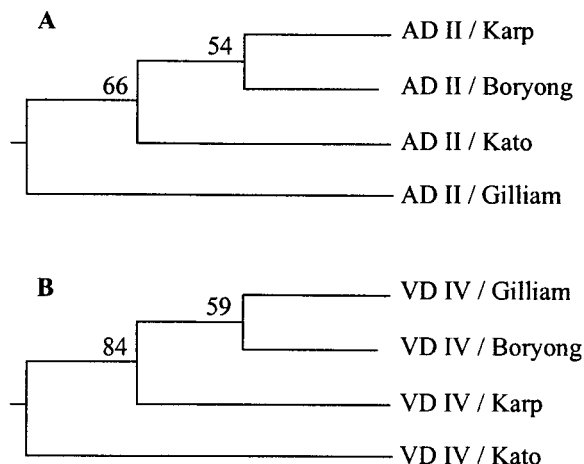 A
AD II / Karp
54
AD II / Boryong
66
AD II / Kato
AD II / Gilliam
B
VD IV / Gilliam
59
VD IV / Boryong
84
VD IV / Karp
VD IV / Kato